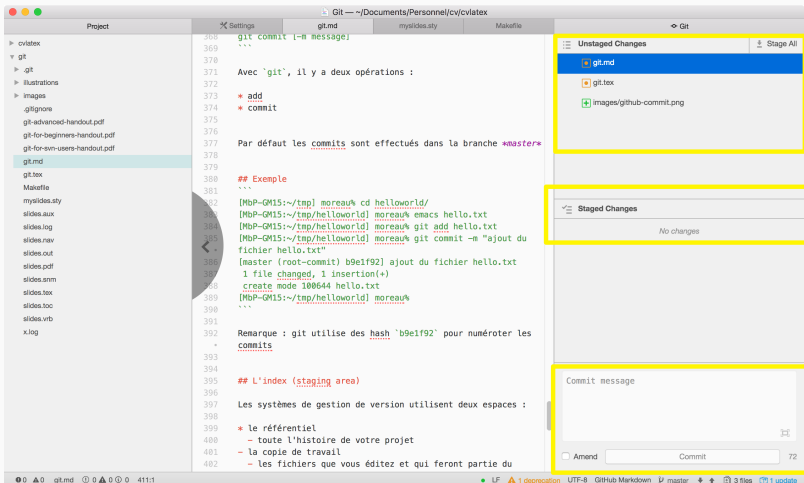 Git — ~/Documents/Personnel/cv/cvlatex
Project
Settings
git.md
myslides.sty
Makefile
Git
cvlatex
git
.git
illustrations
images
.gitignore
git-advanced-handout.pdf
git-for-beginners-handout.pdf
git-for-svn-users-handout.pdf
git.md
git.tex
Makefile
myslides.sty
slides.aux
slides.log
slides.nav
slides.out
slides.pdf
slides.snm
slides.tex
slides.toc
slides.vrb
x.log
368 git commit [-m message]
369 ```
370
371 Avec `git`, il y a deux opérations :
372
373 * add
374 * commit
375
376
377 Par défaut les commits sont effectués dans la branche *master*
378
379
380 ## Exemple
381 ```
382 [MbP-GM15:~/tmp] moreau% cd helloworld/
383 [MbP-GM15:~/tmp/helloworld] moreau% emacs hello.txt
384 [MbP-GM15:~/tmp/helloworld] moreau% git add hello.txt
385 [MbP-GM15:~/tmp/helloworld] moreau% git commit -m "ajout du
• fichier hello.txt"
386 [master (root-commit) b9e1f92] ajout du fichier hello.txt
387 1 file changed, 1 insertion(+)
388 create mode 100644 hello.txt
389 [MbP-GM15:~/tmp/helloworld] moreau%
390 ```
391
392 Remarque : git utilise des hash `b9e1f92` pour numéroter les
• commits
393
394
395 ## L'index (staging area)
396
397 Les systèmes de gestion de version utilisent deux espaces :
398
399 * le référentiel
400 – toute l'histoire de votre projet
401 – la copie de travail
402 – les fichiers que vous éditez et qui feront partie du
Unstaged Changes
Stage All
git.md
git.tex
images/github-commit.png
Staged Changes
No changes
Commit message
Amend
Commit
72
0 0 git.md 0 0 0 411:1
LF 1 deprecation UTF-8 GitHub Markdown master 3 files 1 update